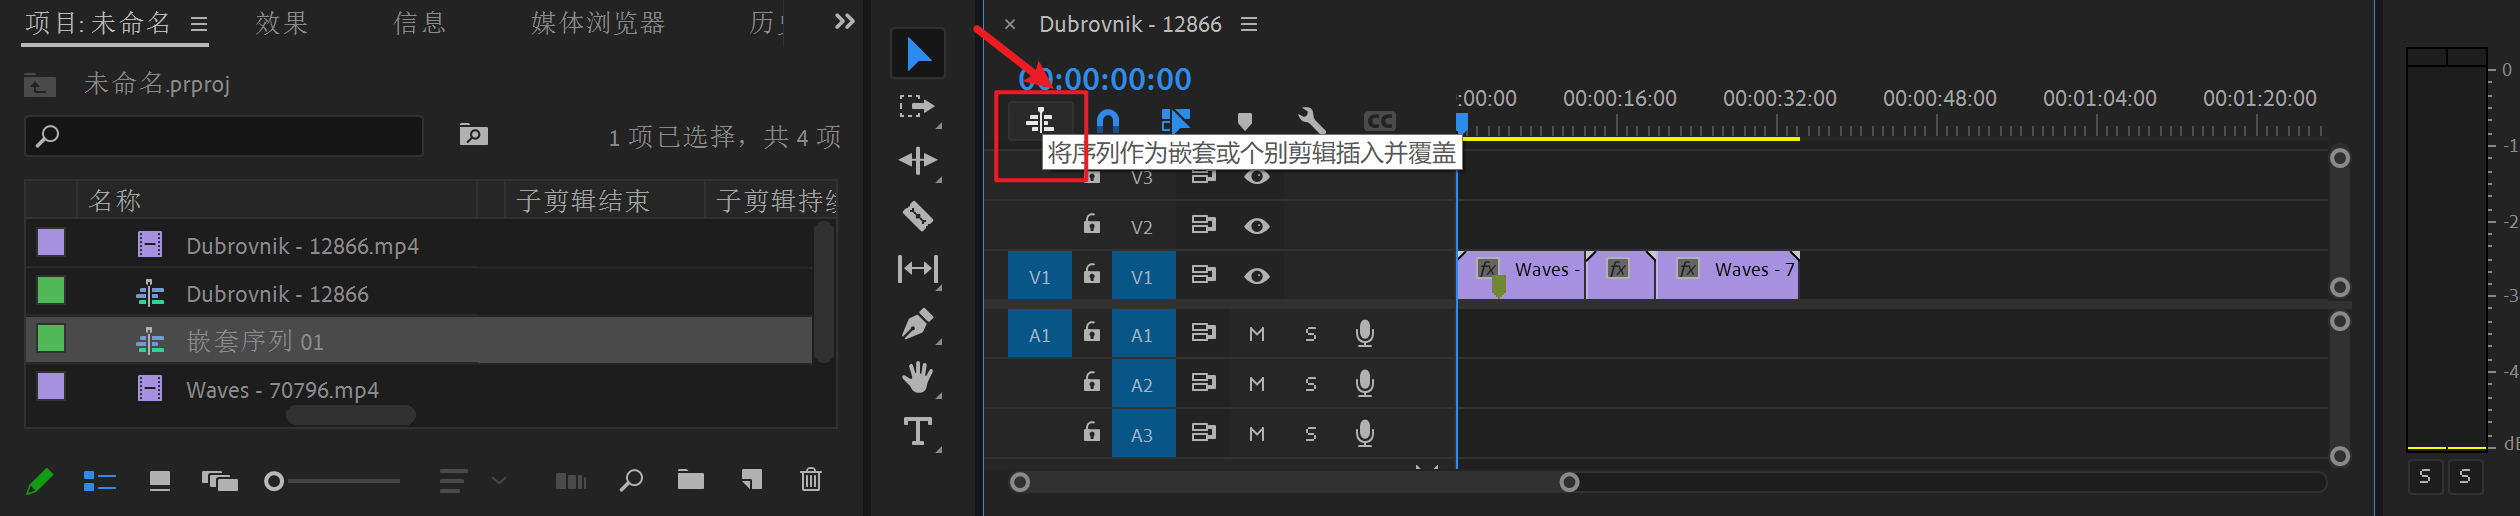 项目: 未命名
效果
信息
媒体浏览器
历史
未命名.prproj
1 项已选择，共 4 项
名称
子剪辑结束
子剪辑持续
Dubrovnik - 12866.mp4
Dubrovnik - 12866
嵌套序列 01
Waves - 70796.mp4
Dubrovnik - 12866
00:00:00:00
:00:00
00:00:16:00
00:00:32:00
00:00:48:00
00:01:04:00
00:01:20:00
CC
将序列作为嵌套或个别剪辑插入并覆盖
V3
V2
V1
V1
fx
Waves -
fx
fx
Waves - 7
A1
A1
M
S
A2
M
S
A3
M
S
T
0
-1
-2
-3
-4
dB
S
S